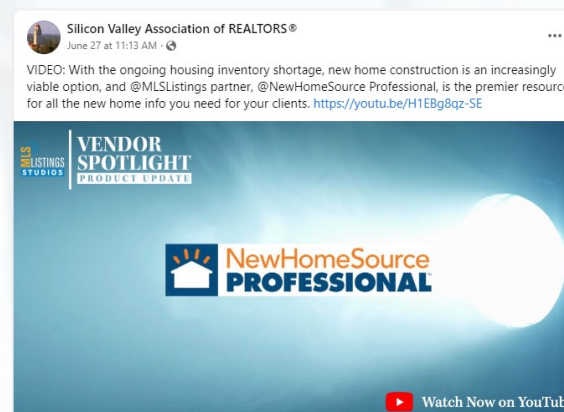 Silicon Valley Association of REALTORS®
June 27 at 11:13 AM ·
VIDEO: With the ongoing housing inventory shortage, new home construction is an increasingly
viable option, and @MLSListings partner, @NewHomeSource Professional, is the premier resourc
for all the new home info you need for your clients. https://youtu.be/H1EBg8qz-SE
MLS
LISTINGS
STUDIOS
VENDOR
SPOTLIGHT
PRODUCT UPDATE
NewHomeSource
PROFESSIONAL™
Watch Now on YouTub